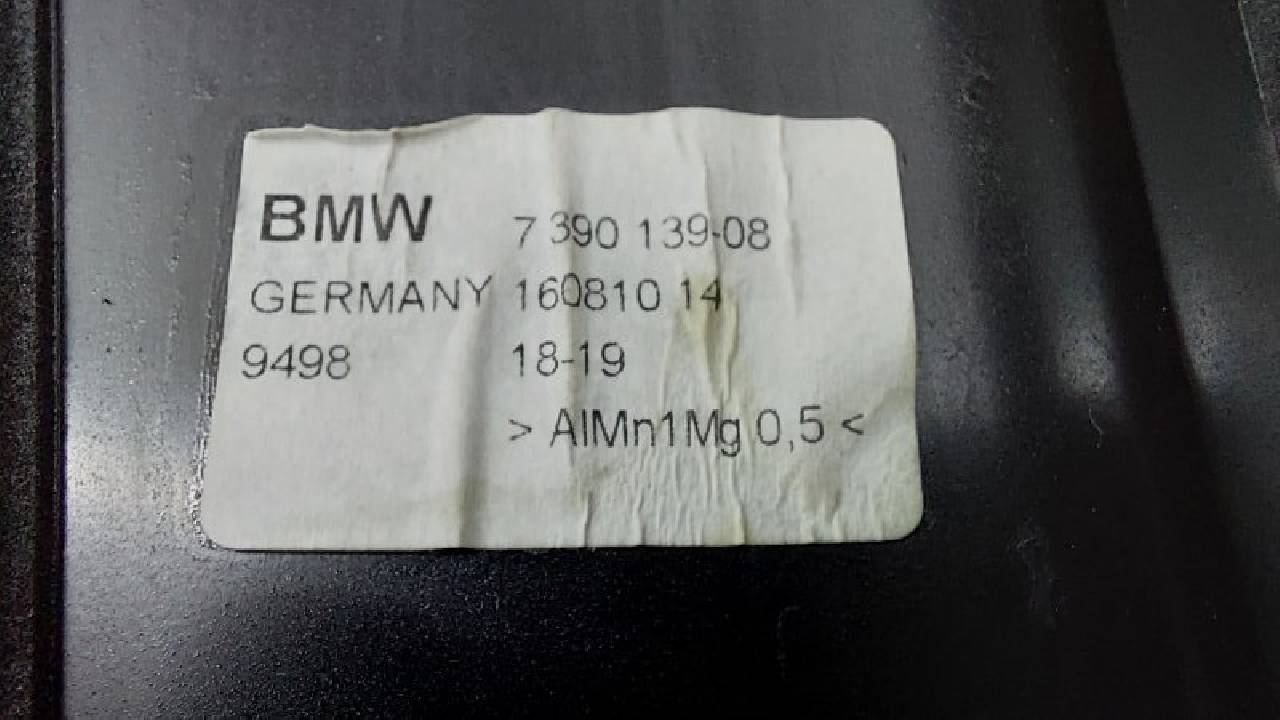 BMW 7 390 139-08
GERMANY 160810 14
9498 18-19
> AlMn1Mg 0,5 <